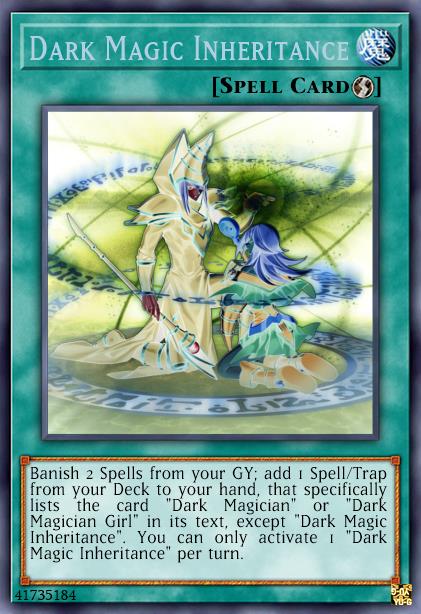 Dark Magic Inheritance
魔
[Spell Card]
Banish 2 Spells from your GY; add 1 Spell/Trap
from your Deck to your hand, that specifically
lists the card "Dark Magician" or "Dark
Magician Girl" in its text, except "Dark Magic
Inheritance". You can only activate 1 "Dark
Magic Inheritance" per turn.
41735184